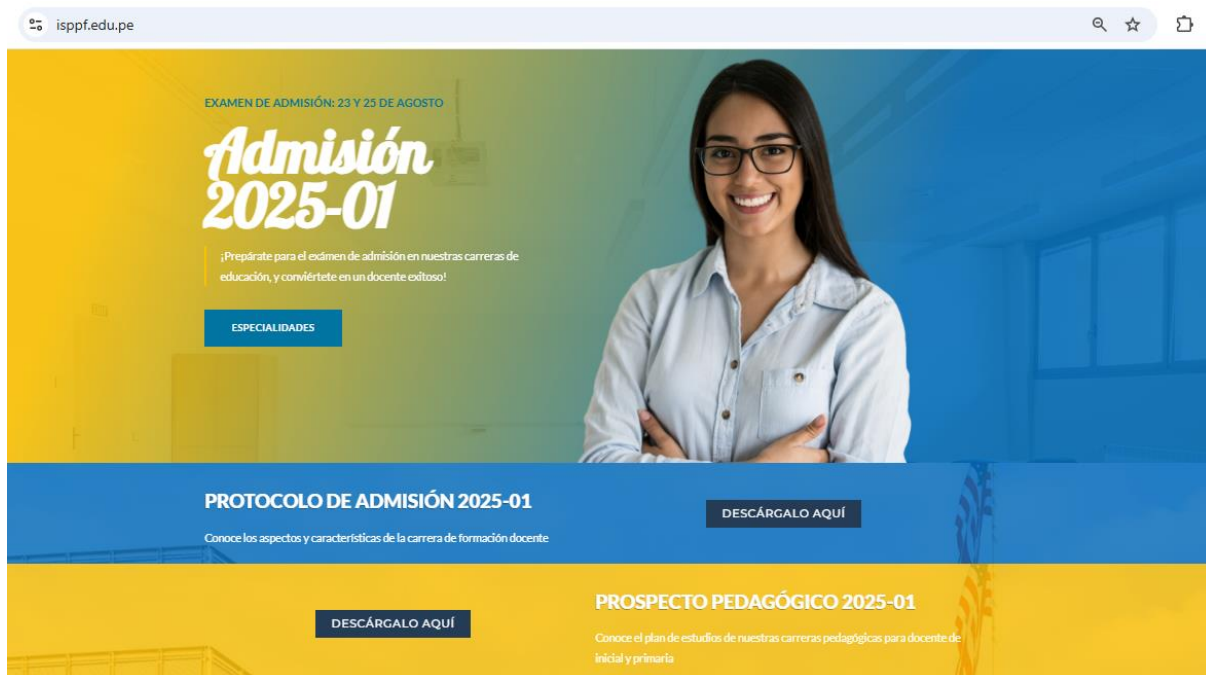 isppf.edu.pe
EXAMEN DE ADMISIÓN: 23 Y 25 DE AGOSTO
Admisión
2025-01
¡Prepárate para el exámen de admisión en nuestras carreras de
educación, y conviértete en un docente exitoso!
ESPECIALIDADES
PROTOCOLO DE ADMISIÓN 2025-01
Conoce los aspectos y características de la carrera de formación docente
DESCÁRGALO AQUÍ
DESCÁRGALO AQUÍ
PROSPECTO PEDAGÓGICO 2025-01
Conoce el plan de estudios de nuestras carreras pedagógicas para docente de
inicial y primaria